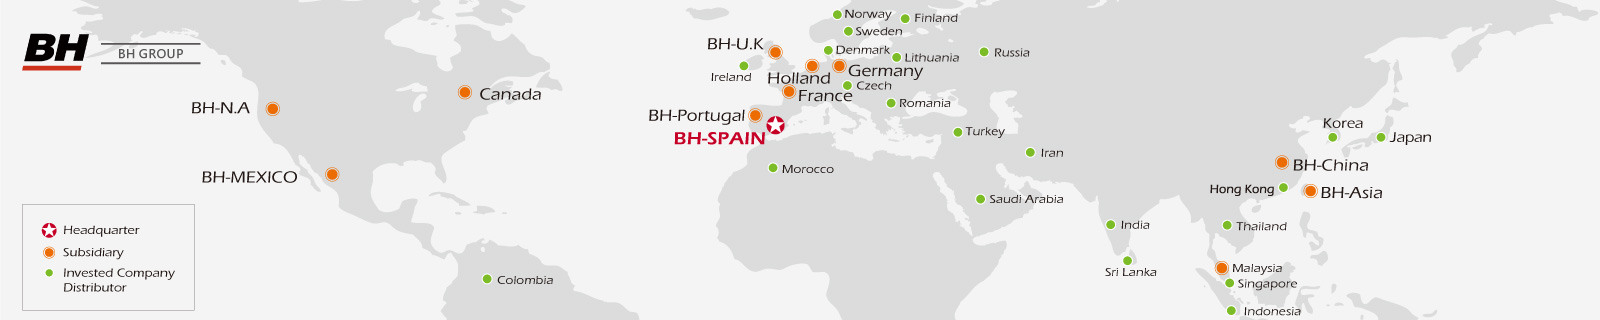 BH
BH GROUP
BH-N.A
BH-MEXICO
Canada
Colombia
Headquarter
Subsidiary
Invested Company
Distributor
Norway
Finland
Sweden
BH-U.K
Denmark
Lithuania
Russia
Ireland
Holland
Germany
Czech
France
Romania
BH-Portugal
BH-SPAIN
Turkey
Morocco
Iran
Saudi Arabia
Korea
Japan
BH-China
Hong Kong
BH-Asia
India
Thailand
Sri Lanka
Malaysia
Singapore
Indonesia